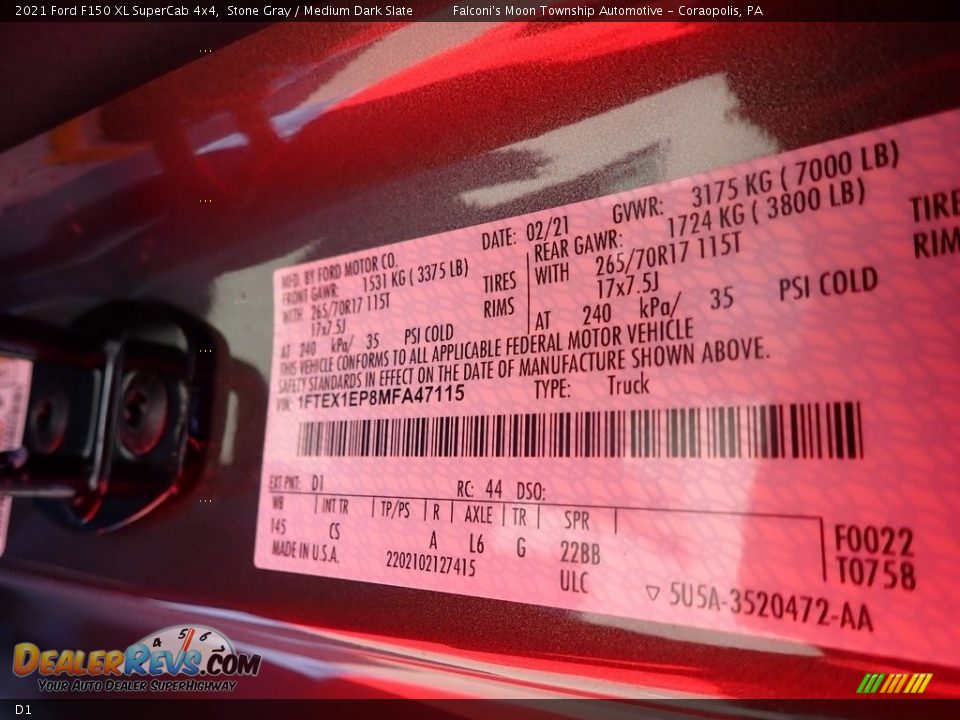 2021 Ford F150 XL SuperCab 4x4, Stone Gray / Medium Dark Slate Falconi's Moon Township Automotive - Coraopolis, PA
MFD. BY FORD MOTOR CO. DATE: 02/21 GVWR: 3175 KG ( 7000 LB)
FRONT GAWR: 1531 KG ( 3375 LB) REAR GAWR: 1724 KG ( 3800 LB)
WITH 265/70R17 115T TIRES WITH 265/70R17 115T TIRE
17x7.5J RIMS 17x7.5J RIM
AT 240 kPa/ 35 PSI COLD AT 240 kPa/ 35 PSI COLD
THIS VEHICLE CONFORMS TO ALL APPLICABLE FEDERAL MOTOR VEHICLE
SAFETY STANDARDS IN EFFECT ON THE DATE OF MANUFACTURE SHOWN ABOVE.
VIN: 1FTEX1EP8MFA47115 TYPE: Truck
EXT PNT: D1 RC: 44 DSO:
WB INT TR TP/PS R AXLE TR SPR
145 CS A L6 G 22BB
F0022
MADE IN U.S.A. 2202102127415 ULC
T0758
5U5A-3520472-AA
DEALERREVS.COM
4 5 6
YOUR AUTO DEALER SUPERHIGHWAY
D1